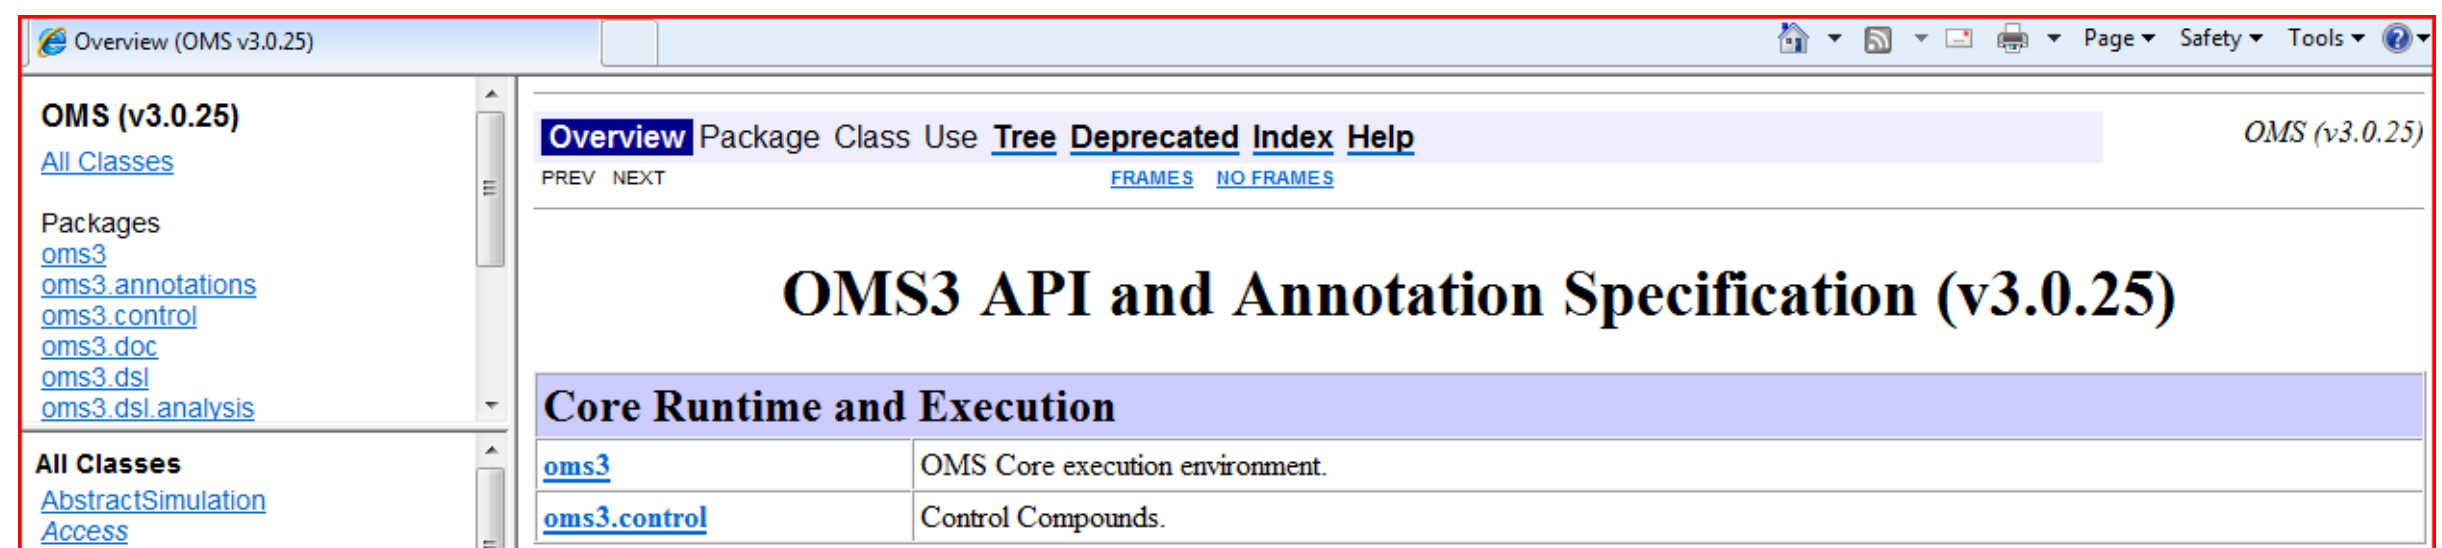 Overview (OMS v3.0.25)
Page Safety Tools
OMS (v3.0.25)
All Classes
Packages
oms3
oms3.annotations
oms3.control
oms3.doc
oms3.dsl
oms3.dsl.analysis
All Classes
AbstractSimulation
Access
Overview Package Class Use Tree Deprecated Index Help
OMS (v3.0.25)
PREV NEXT FRAMES NO FRAMES
OMS3 API and Annotation Specification (v3.0.25)
Core Runtime and Execution
oms3 OMS Core execution environment.
oms3.control Control Compounds.